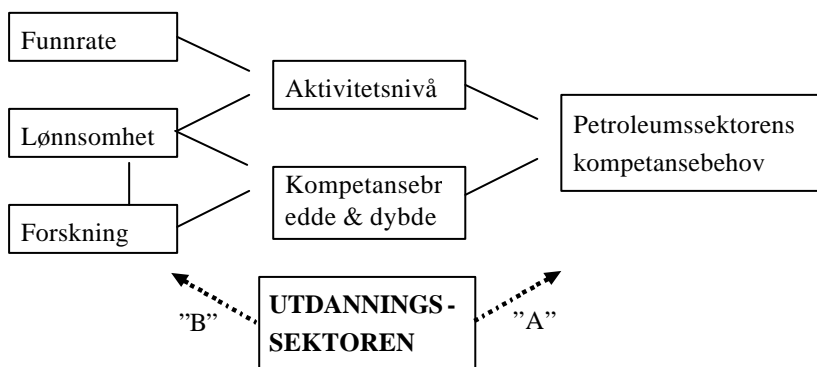 Funnrate
Lønnsomhet
Forskning
Aktivitetsnivå
Kompetansebr
edde & dybde
Petroleumssektorens
kompetansebehov
UTDANNINGS -
SEKTOREN
”B”
”A”